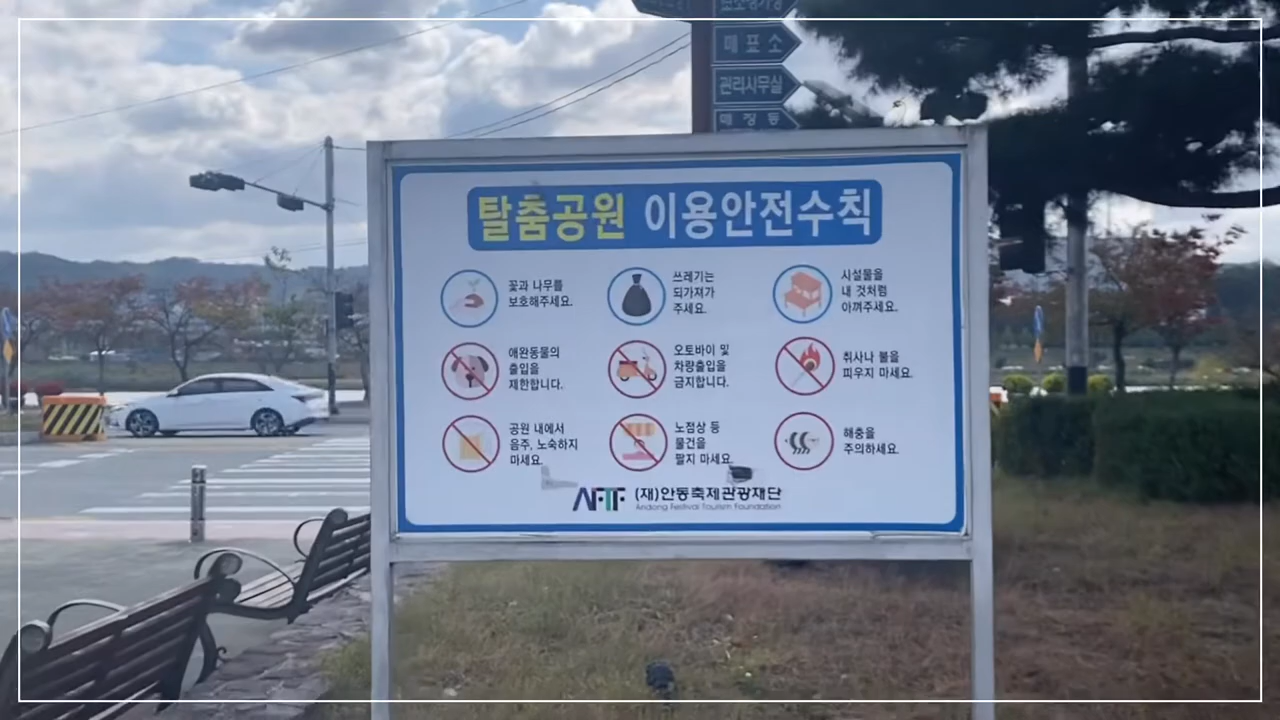 매표소
관리사무실
매장동
탈춤공원 이용안전수칙
꽃과 나무를
보호해주세요.
쓰레기는
되가져가
주세요.
시설물을
내 것처럼
아껴주세요.
애완동물의
출입을
제한합니다.
오토바이 및
차량출입을
금지합니다.
취사나 불을
피우지 마세요.
공원 내에서
음주, 노숙하지
마세요.
노점상 등
물건을
팔지 마세요.
해충을
주의하세요.
AFTF (재)안동축제관광재단
Andong Festival Tourism Foundation